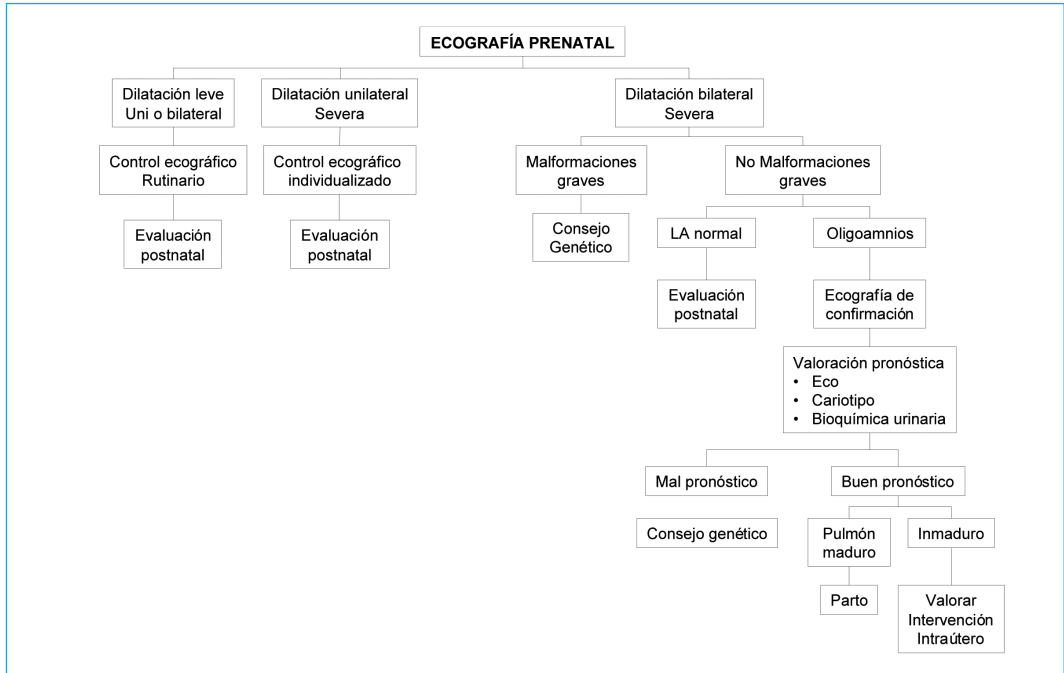 ECOGRAFÍA PRENATAL
Dilatación leve
Uni o bilateral
Dilatación unilateral
Severa
Dilatación bilateral
Severa
Control ecográfico
Rutinario
Control ecográfico
individualizado
Malformaciones
graves
No Malformaciones
graves
Evaluación
postnatal
Evaluación
postnatal
Consejo
Genético
LA normal
Oligoamnios
Evaluación
postnatal
Ecografía de
confirmación
Valoración pronóstica
• Eco
• Cariotipo
• Bioquímica urinaria
Mal pronóstico
Buen pronóstico
Consejo genético
Pulmón
maduro
Inmaduro
Parto
Valorar
Intervención
Intraútero